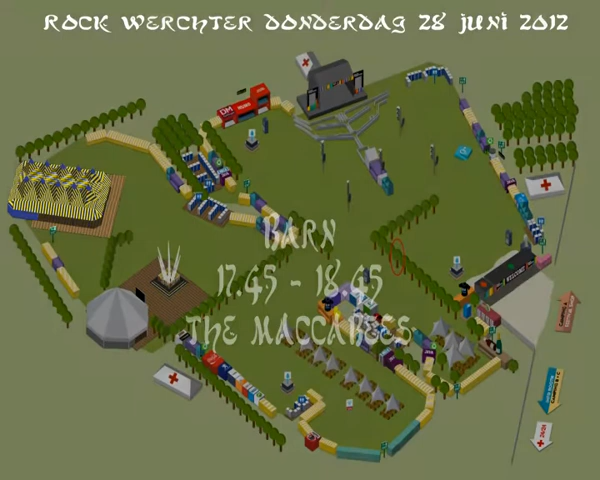 ROCK WERCHTER DONDERDAG 28 JUNI 2012
BARN
17.45 - 18.45
THE MACCABEES